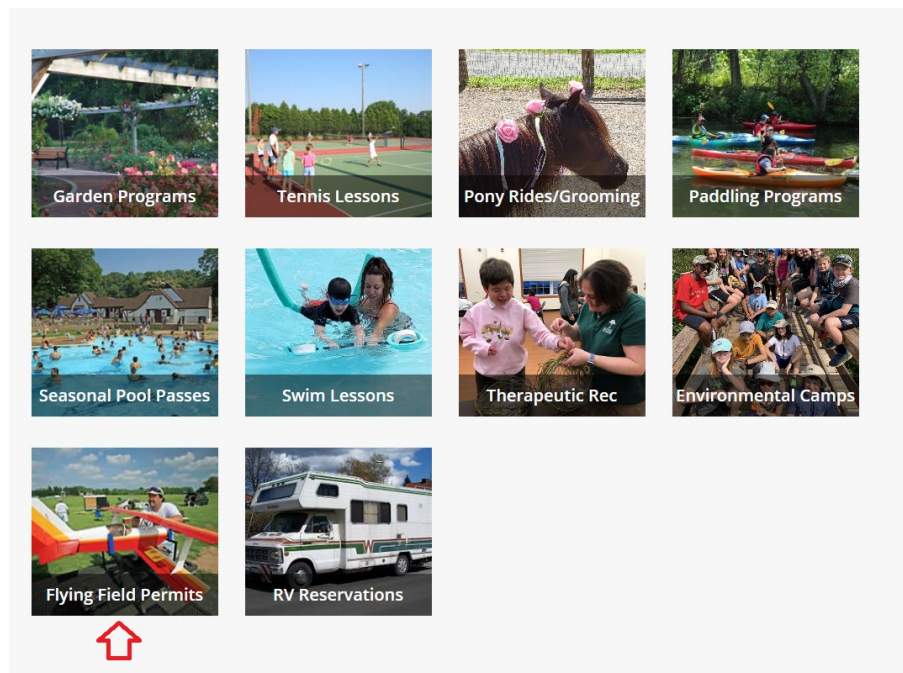 Garden Programs
Tennis Lessons
Pony Rides/Grooming
Paddling Programs
Seasonal Pool Passes
Swim Lessons
Therapeutic Rec
Environmental Camps
Flying Field Permits
RV Reservations